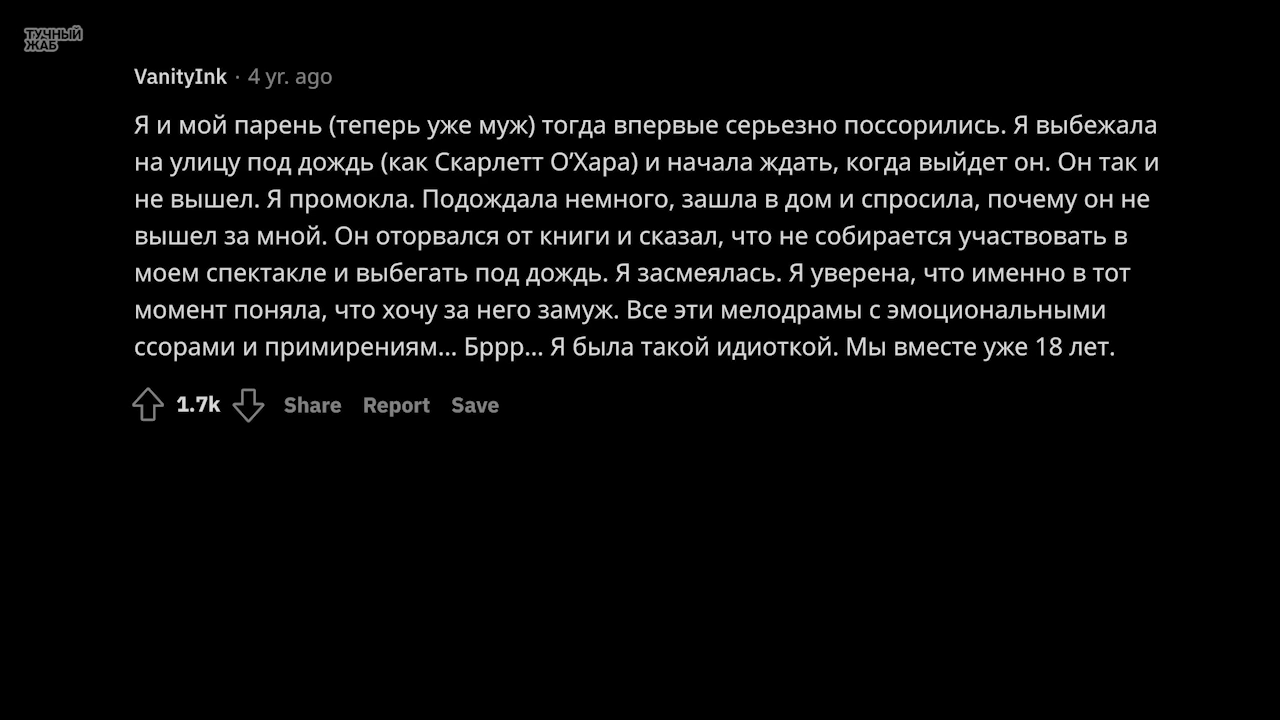 ТУЧНЫЙ
ЖАБ
VanityInk · 4 yr. ago
Я и мой парень (теперь уже муж) тогда впервые серьезно поссорились. Я выбежала
на улицу под дождь (как Скарлетт О’Хара) и начала ждать, когда выйдет он. Он так и
не вышел. Я промокла. Подождала немного, зашла в дом и спросила, почему он не
вышел за мной. Он оторвался от книги и сказал, что не собирается участвовать в
моем спектакле и выбегать под дождь. Я засмеялась. Я уверена, что именно в тот
момент поняла, что хочу за него замуж. Все эти мелодрамы с эмоциональными
ссорами и примирениям... Бррр... Я была такой идиоткой. Мы вместе уже 18 лет.
1.7k Share Report Save